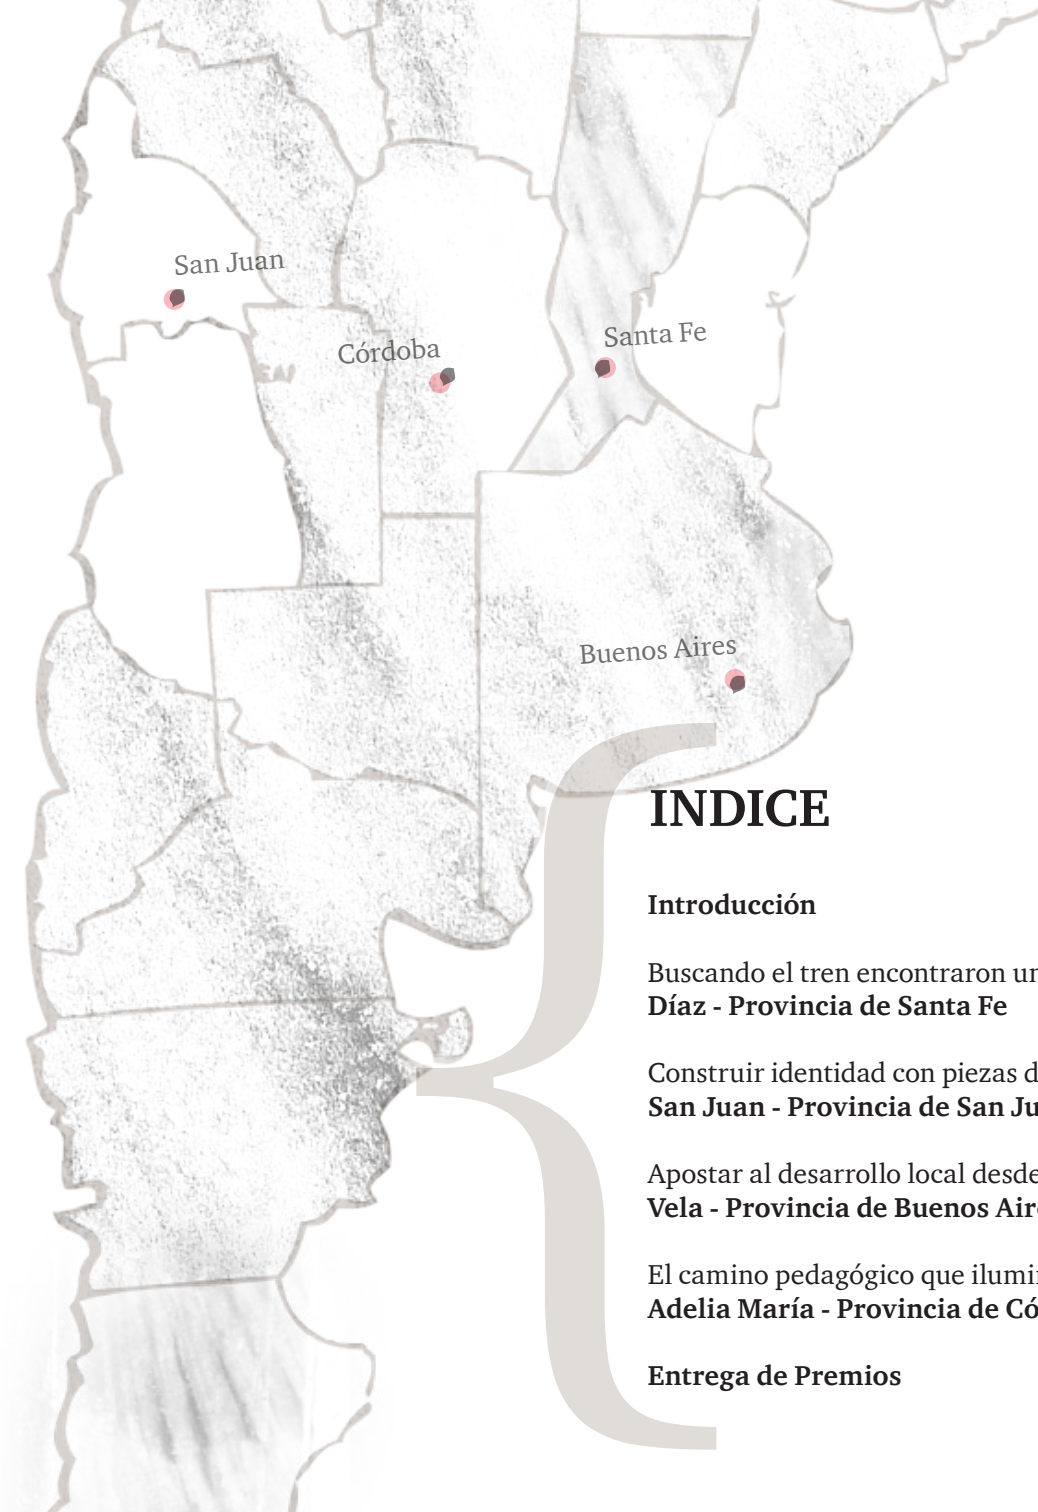 San Juan
Córdoba
Santa Fe
Buenos Aires
INDICE
Introducción
Buscando el tren encontraron un
Díaz - Provincia de Santa Fe
Construir identidad con piezas d
San Juan - Provincia de San Ju
Apostar al desarrollo local desde
Vela - Provincia de Buenos Air
El camino pedagógico que ilumi
Adelia María - Provincia de Có
Entrega de Premios